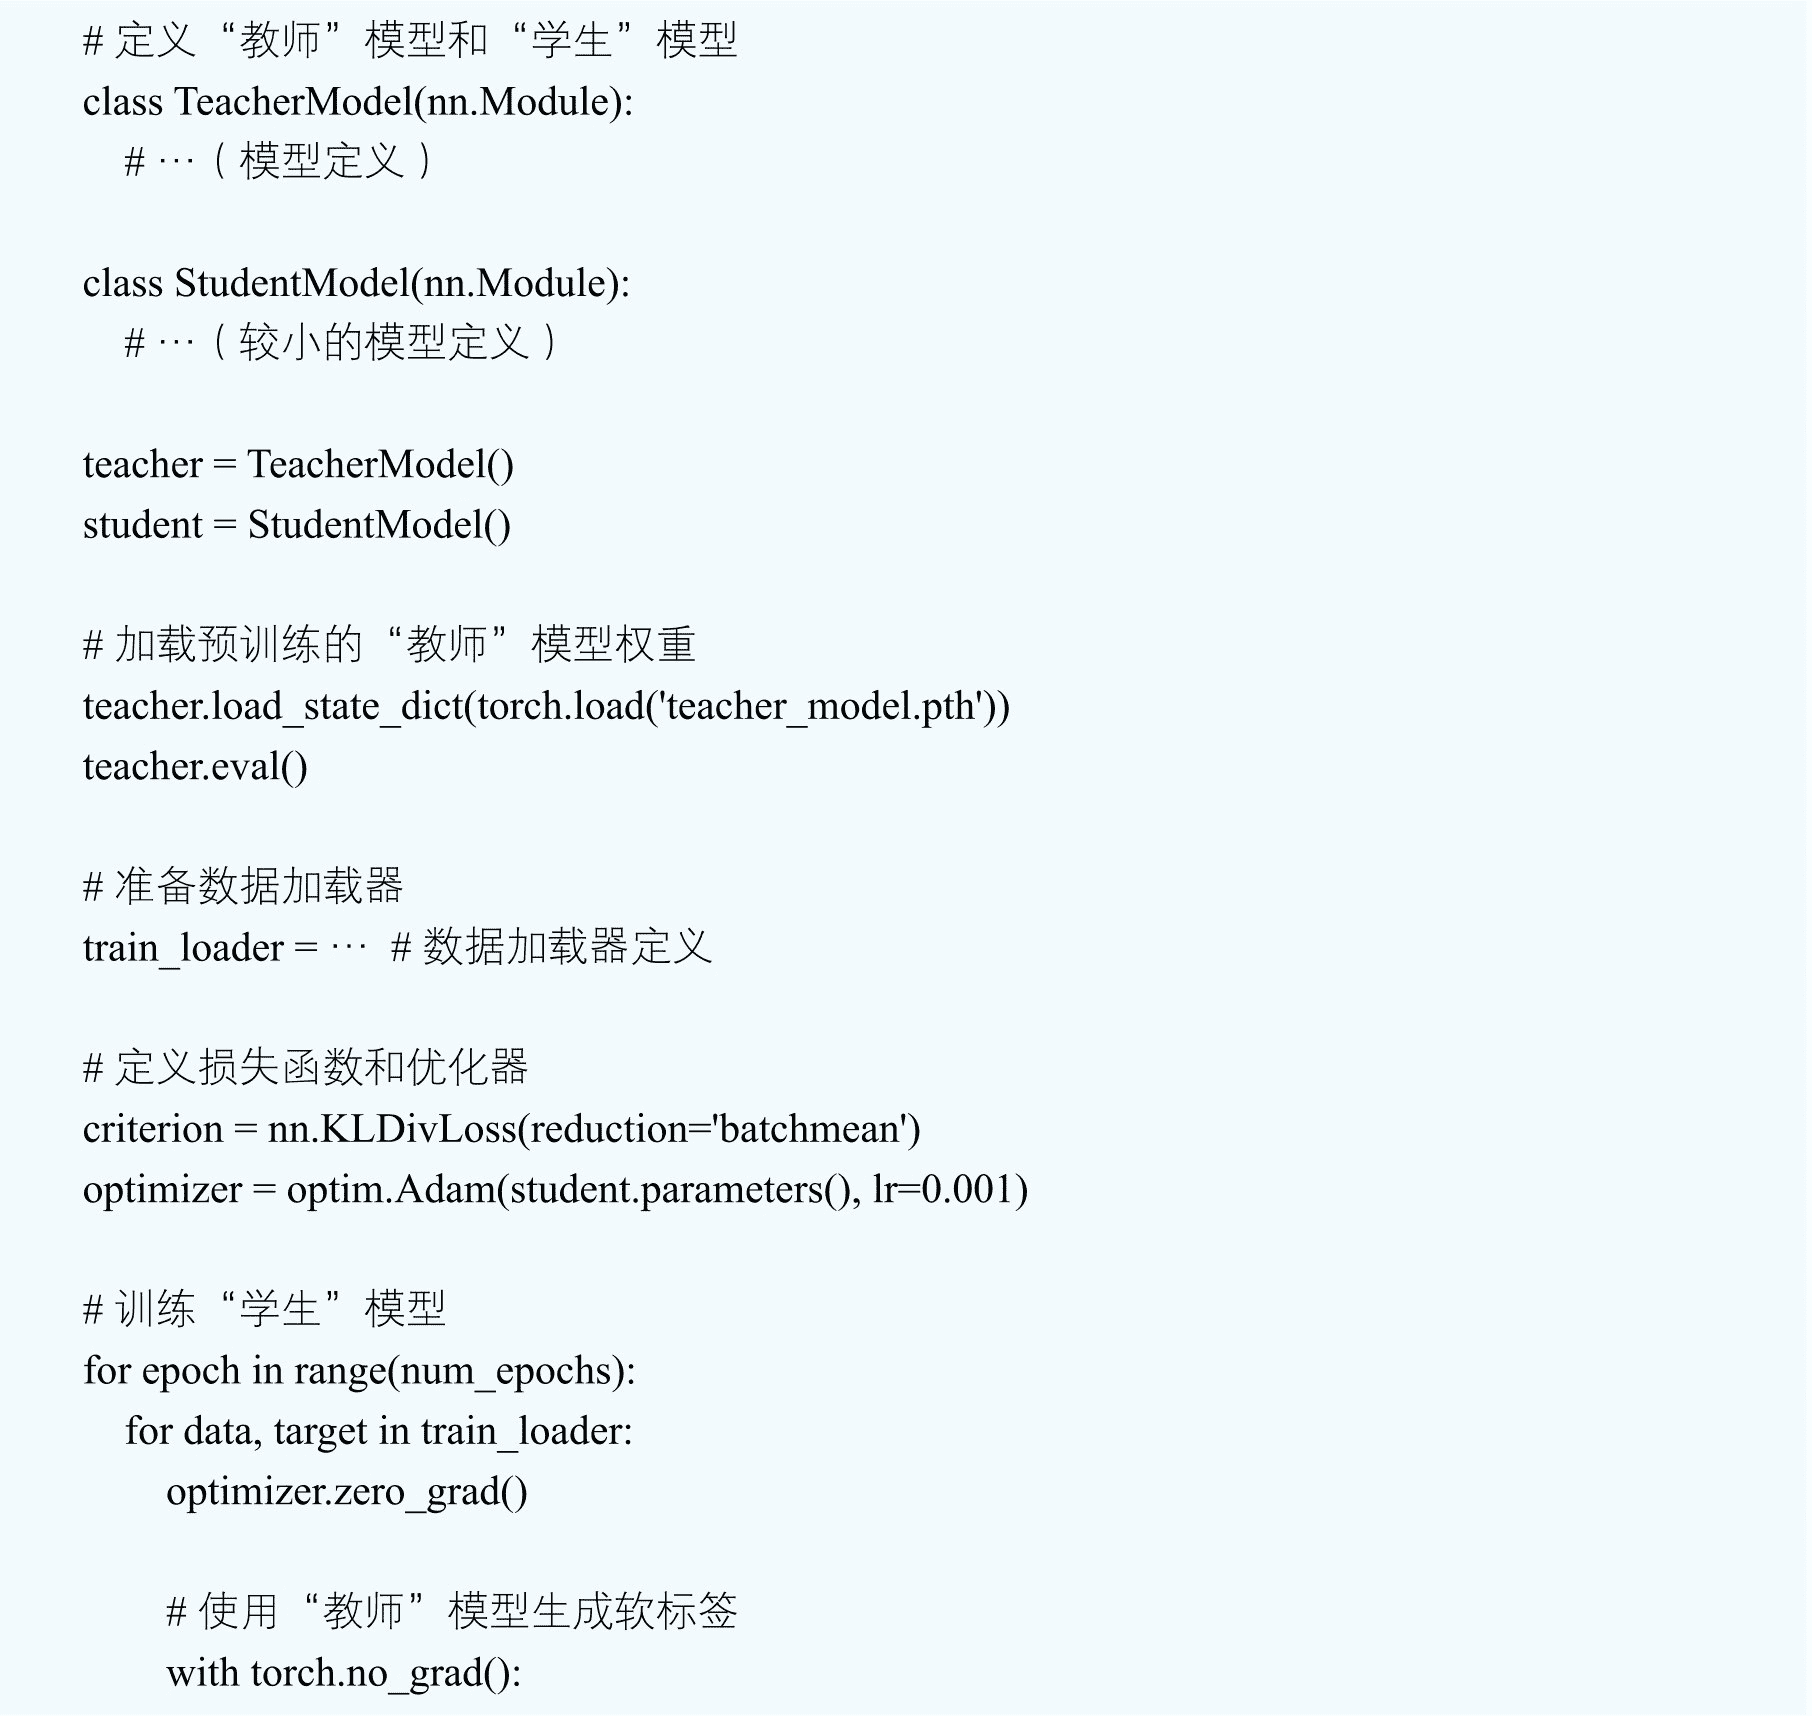 # 定义“教师”模型和“学生”模型
class TeacherModel(nn.Module):
    # …（模型定义）
class StudentModel(nn.Module):
    # …（较小的模型定义）
teacher = TeacherModel()
student = StudentModel()
# 加载预训练的“教师”模型权重
teacher.load_state_dict(torch.load('teacher_model.pth'))
teacher.eval()
# 准备数据加载器
train_loader = …  # 数据加载器定义
# 定义损失函数和优化器
criterion = nn.KLDivLoss(reduction='batchmean')
optimizer = optim.Adam(student.parameters(), lr=0.001)
# 训练“学生”模型
for epoch in range(num_epochs):
    for data, target in train_loader:
        optimizer.zero_grad()
        # 使用“教师”模型生成软标签
        with torch.no_grad():